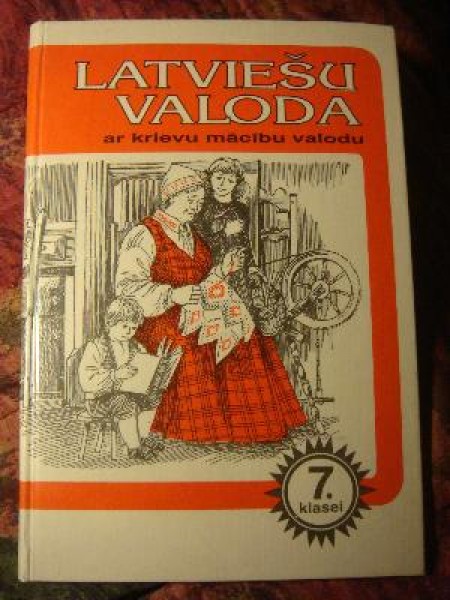 LATVIEŠU
VALODA
ar krievu mācību valodu
7.
klasei